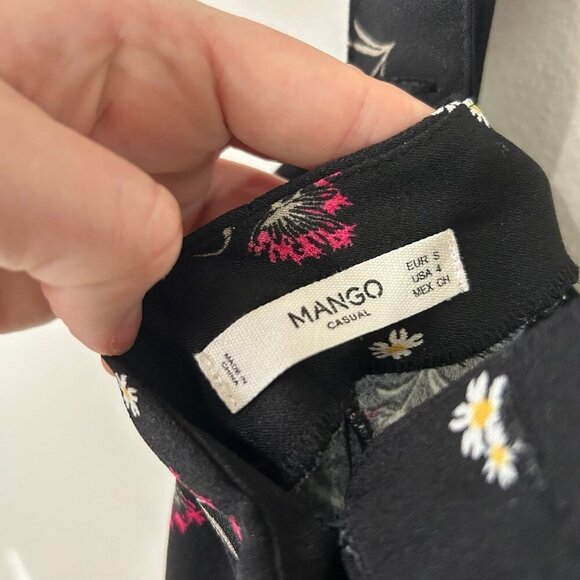 MANGO
CASUAL
EUR S
USA 4
MEX CH
MADE IN
CHINA